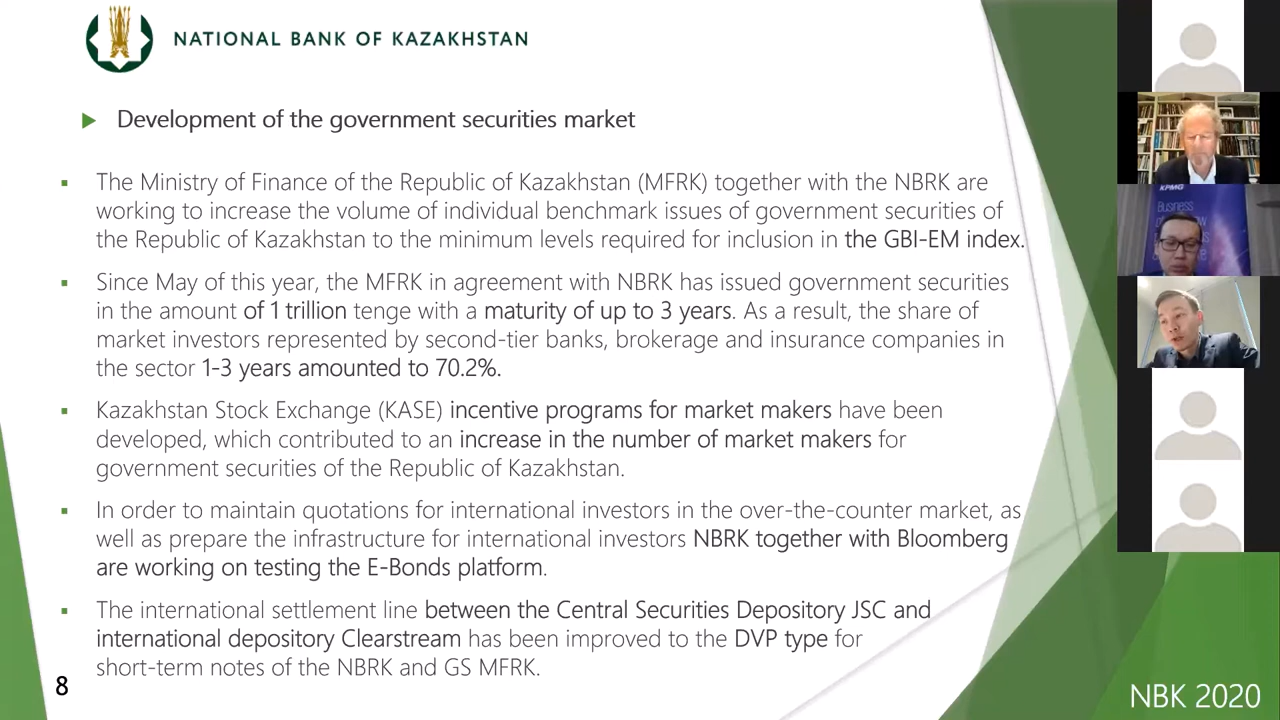 NATIONAL BANK OF KAZAKHSTAN
Development of the government securities market
The Ministry of Finance of the Republic of Kazakhstan (MFRK) together with the NBRK are
working to increase the volume of individual benchmark issues of government securities of
the Republic of Kazakhstan to the minimum levels required for inclusion in the GBI-EM index.
Since May of this year, the MFRK in agreement with NBRK has issued government securities
in the amount of 1 trillion tenge with a maturity of up to 3 years. As a result, the share of
market investors represented by second-tier banks, brokerage and insurance companies in
the sector 1-3 years amounted to 70.2%.
Kazakhstan Stock Exchange (KASE) incentive programs for market makers have been
developed, which contributed to an increase in the number of market makers for
government securities of the Republic of Kazakhstan.
In order to maintain quotations for international investors in the over-the-counter market, as
well as prepare the infrastructure for international investors NBRK together with Bloomberg
are working on testing the E-Bonds platform.
The international settlement line between the Central Securities Depository JSC and
international depository Clearstream has been improved to the DVP type for
short-term notes of the NBRK and GS MFRK.
8
NBK 2020
KPMG
Business